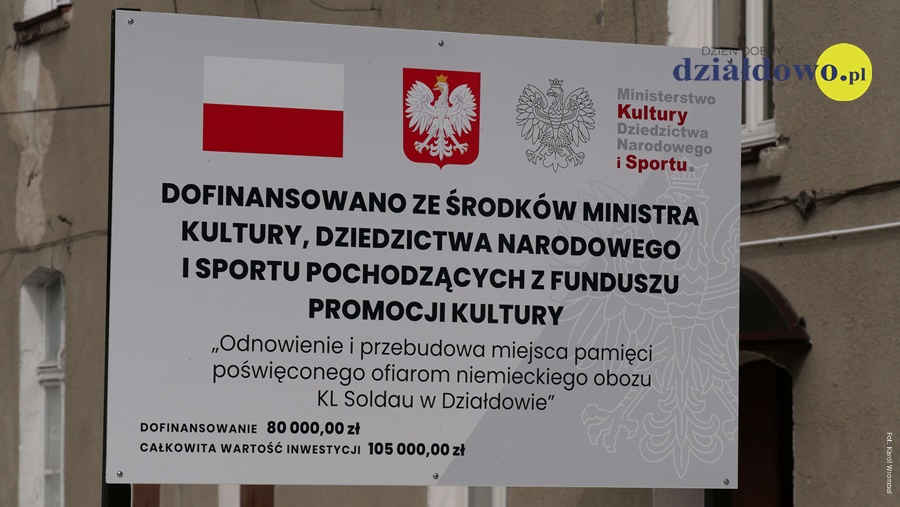 DZIEŃ DOBRY
działdowo.pl
Ministerstwo
Kultury
Dziedzictwa
Narodowego
i Sportu.
DOFINANSOWANO ZE ŚRODKÓW MINISTRA
KULTURY, DZIEDZICTWA NARODOWEGO
I SPORTU POCHODZĄCYCH Z FUNDUSZU
PROMOCJI KULTURY
„Odnowienie i przebudowa miejsca pamięci
poświęconego ofiarom niemieckiego obozu
KL Soldau w Działdowie”
DOFINANSOWANIE 80 000,00 zł
CAŁKOWITA WARTOŚĆ INWESTYCJI 105 000,00 zł
Fot. Karol Wrombel